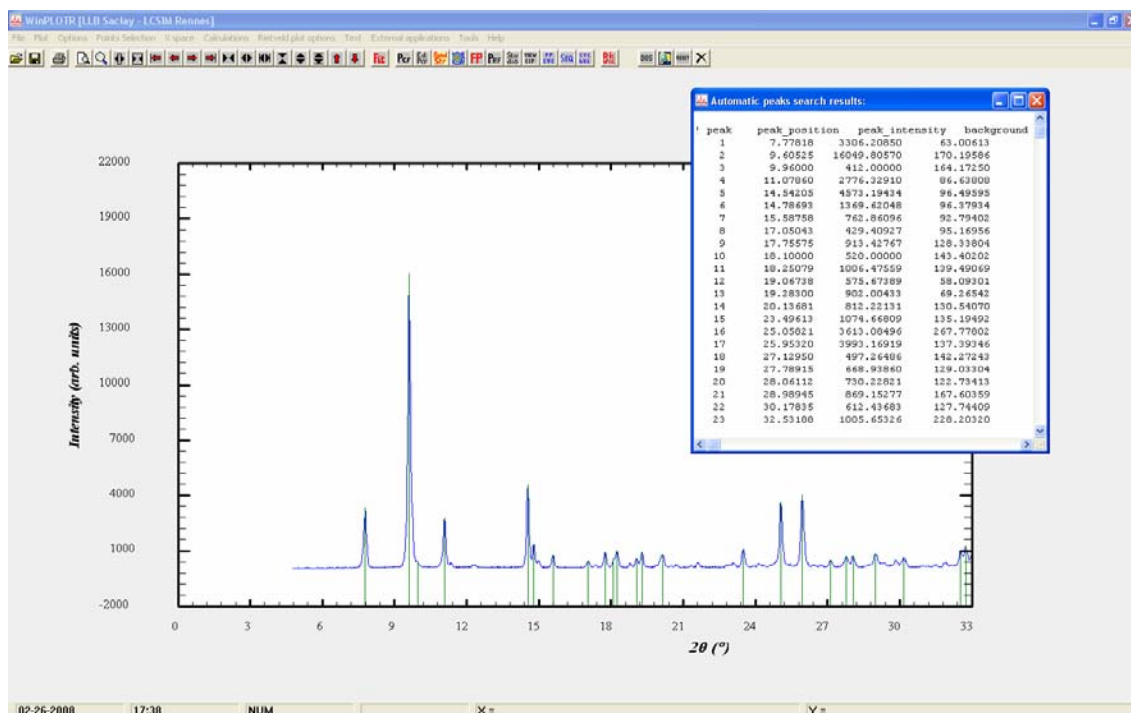 WinPLOTR [LLB Saclay - LCSIM Rennes]
File Plot Options Points Selection X space Calculations Rietveld plot options Text External applications Tools Help
DOS
Automatic peaks search results:
' peak peak_position peak_intensity background
1 7.77818 3306.20850 63.00613
2 9.60525 16049.80570 170.19586
3 9.96000 412.00000 164.17250
4 11.07860 2776.32910 86.63808
5 14.54205 4573.19434 96.49595
6 14.78693 1369.62048 96.37934
7 15.58758 762.86096 92.79402
8 17.05043 429.40927 95.16956
9 17.75575 913.42767 128.33804
10 18.10000 520.00000 143.40202
11 18.25079 1006.47559 139.49069
12 19.06738 575.67389 58.09301
13 19.28300 902.00433 69.26542
14 20.13681 812.22131 130.54070
15 23.49613 1074.66809 135.19492
16 25.05821 3613.08496 267.77802
17 25.95320 3993.16919 137.39346
18 27.12950 497.26486 142.27243
19 27.78915 668.93860 129.03304
20 28.06112 730.22821 122.73413
21 28.98945 869.15277 167.60359
22 30.17835 612.43683 127.74409
23 32.53188 1005.65326 228.20320
22000
19000
16000
13000
10000
7000
4000
1000
-2000
Intensity (arb. units)
0 3 6 9 12 15 18 21 24 27 30 33
2θ (°)
02-26-2008 17:38 NUM X = Y =